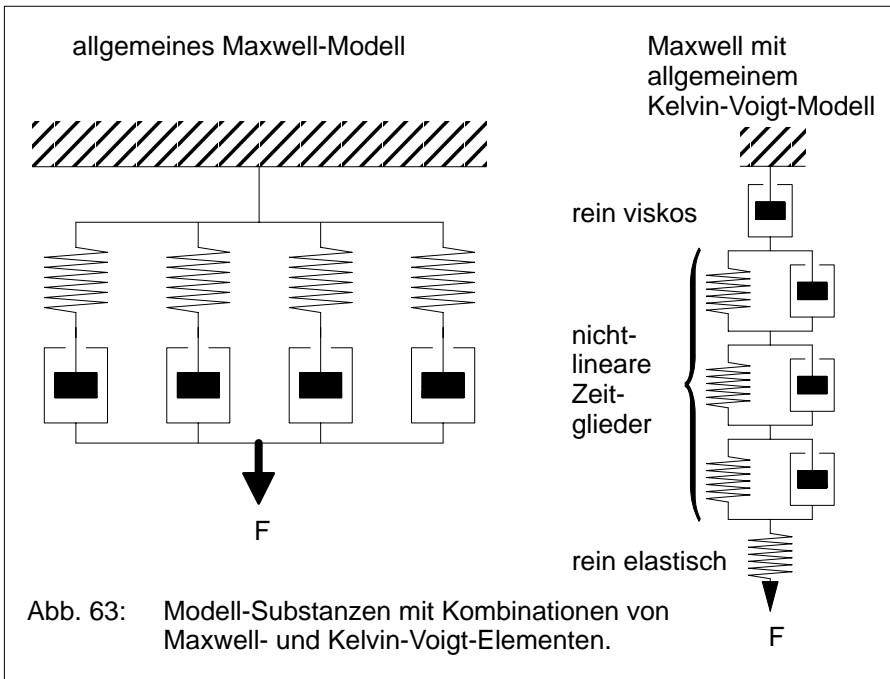 allgemeines Maxwell-Modell
Maxwell mit
allgemeinem
Kelvin-Voigt-Modell
rein viskos
nicht-
lineare
Zeit-
glieder
F
rein elastisch
F
Abb. 63: Modell-Substanzen mit Kombinationen von
Maxwell- und Kelvin-Voigt-Elementen.